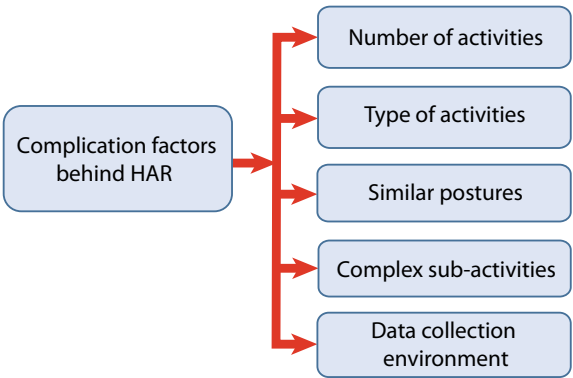 Complication factors
behind HAR
Number of activities
Type of activities
Similar postures
Complex sub-activities
Data collection
environment